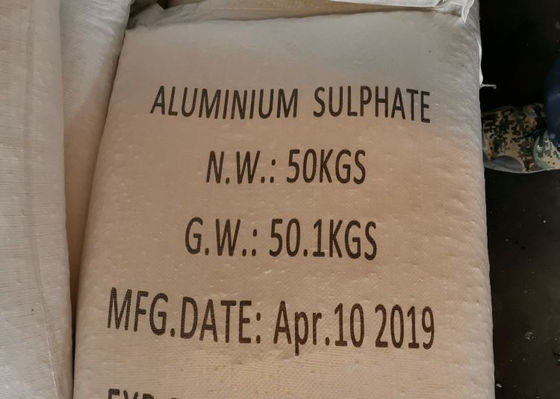 ALUMINIUM SULPHATE
N.W.: 50KGS
G.W.: 50.1KGS
MFG.DATE: Apr.10 2019